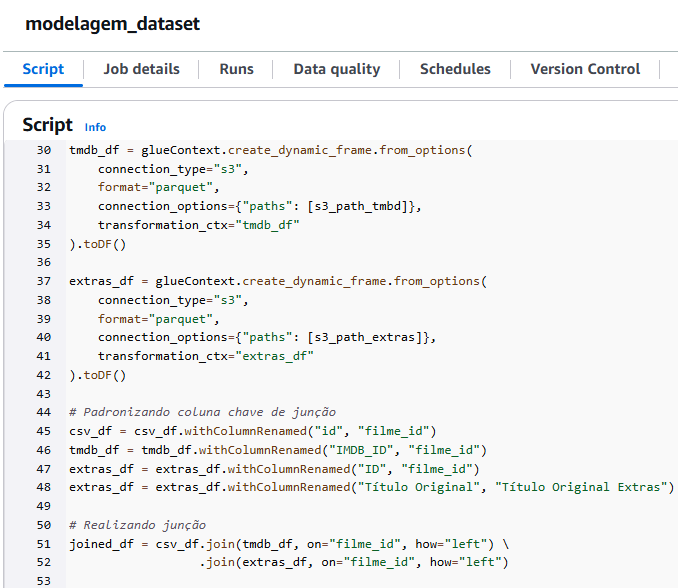 modelagem_dataset
Script Job details Runs Data quality Schedules Version Control
Script Info
30 tmdb_df = glueContext.create_dynamic_frame.from_options(
31     connection_type="s3",
32     format="parquet",
33     connection_options={"paths": [s3_path_tmbd]},
34     transformation_ctx="tmdb_df"
35 ).toDF()
36
37 extras_df = glueContext.create_dynamic_frame.from_options(
38     connection_type="s3",
39     format="parquet",
40     connection_options={"paths": [s3_path_extras]},
41     transformation_ctx="extras_df"
42 ).toDF()
43
44 # Padronizando coluna chave de junção
45 csv_df = csv_df.withColumnRenamed("id", "filme_id")
46 tmdb_df = tmdb_df.withColumnRenamed("IMDB_ID", "filme_id")
47 extras_df = extras_df.withColumnRenamed("ID", "filme_id")
48 extras_df = extras_df.withColumnRenamed("Título Original", "Título Original Extras")
49
50 # Realizando junção
51 joined_df = csv_df.join(tmdb_df, on="filme_id", how="left") \
52                   .join(extras_df, on="filme_id", how="left")
53